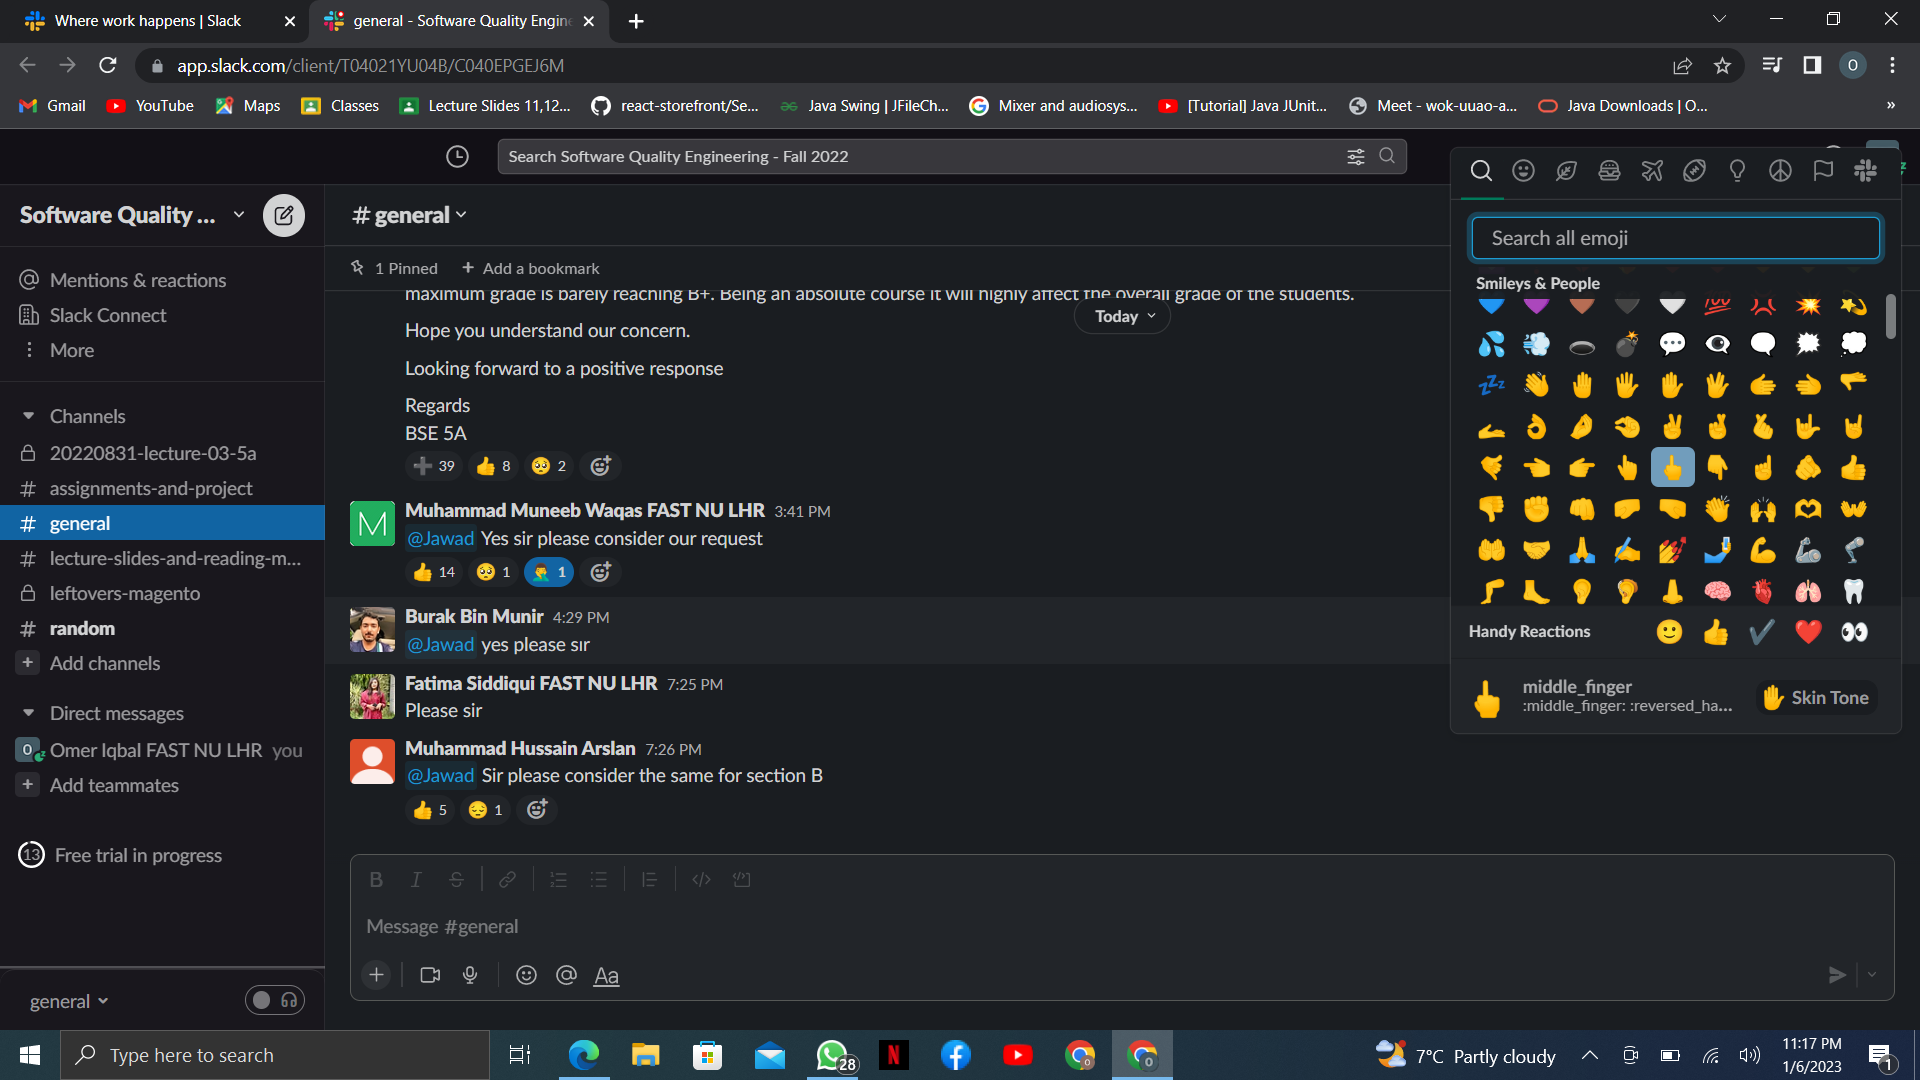 Where work happens | Slack
general - Software Quality Engine
app.slack.com/client/T04021YU04B/C040EPGEJ6M
O
Gmail
YouTube
Maps
Classes
Lecture Slides 11,12...
react-storefront/Se...
Java Swing | JFileCh...
Mixer and audiosys...
[Tutorial] Java JUnit...
Meet - wok-uuao-a...
Java Downloads | O...
»
Search Software Quality Engineering - Fall 2022
Software Quality ...
Mentions & reactions
Slack Connect
More
Channels
20220831-lecture-03-5a
# assignments-and-project
# general
# lecture-slides-and-reading-m...
leftovers-magento
# random
+ Add channels
Direct messages
O Omer Iqbal FAST NU LHR you
+ Add teammates
13 Free trial in progress
general
# general
1 Pinned
+ Add a bookmark
maximum grade is barely reaching B+. Being an absolute course it will highly affect the overall grade of the students.
Today
Hope you understand our concern.
Looking forward to a positive response
Regards
BSE 5A
39 8 2
M
Muhammad Muneeb Waqas FAST NU LHR 3:41 PM
@Jawad Yes sir please consider our request
14 1 1
Burak Bin Munir 4:29 PM
@Jawad yes please sır
Fatima Siddiqui FAST NU LHR 7:25 PM
Please sir
Muhammad Hussain Arslan 7:26 PM
@Jawad Sir please consider the same for section B
5 1
B I S
Message #general
+ @ Aa
Search all emoji
Smileys & People
100
zzz
Handy Reactions
middle_finger
:middle_finger: :reversed_ha...
Skin Tone
Type here to search
28
N
O
7°C Partly cloudy
11:17 PM
1/6/2023
1